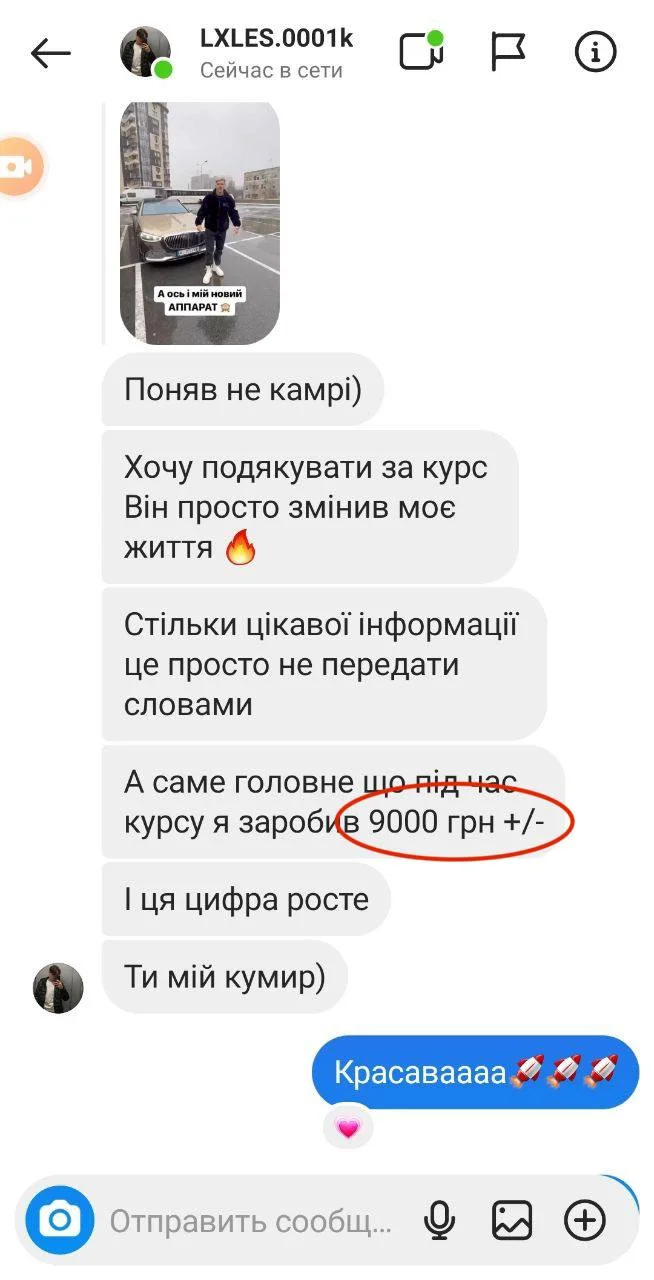 LXLES.0001k
Сейчас в сети
А ось і мій новий
АППАРАТ 🙊
Поняв не камрі)
Хочу подякувати за курс
Він просто змінив моє
життя 🔥
Стільки цікавої інформації
це просто не передати
словами
А саме головне що під час
курсу я заробив 9000 грн +/-
І ця цифра росте
Ти мій кумир)
Красаваааа🚀🚀🚀
Отправить сообщ...